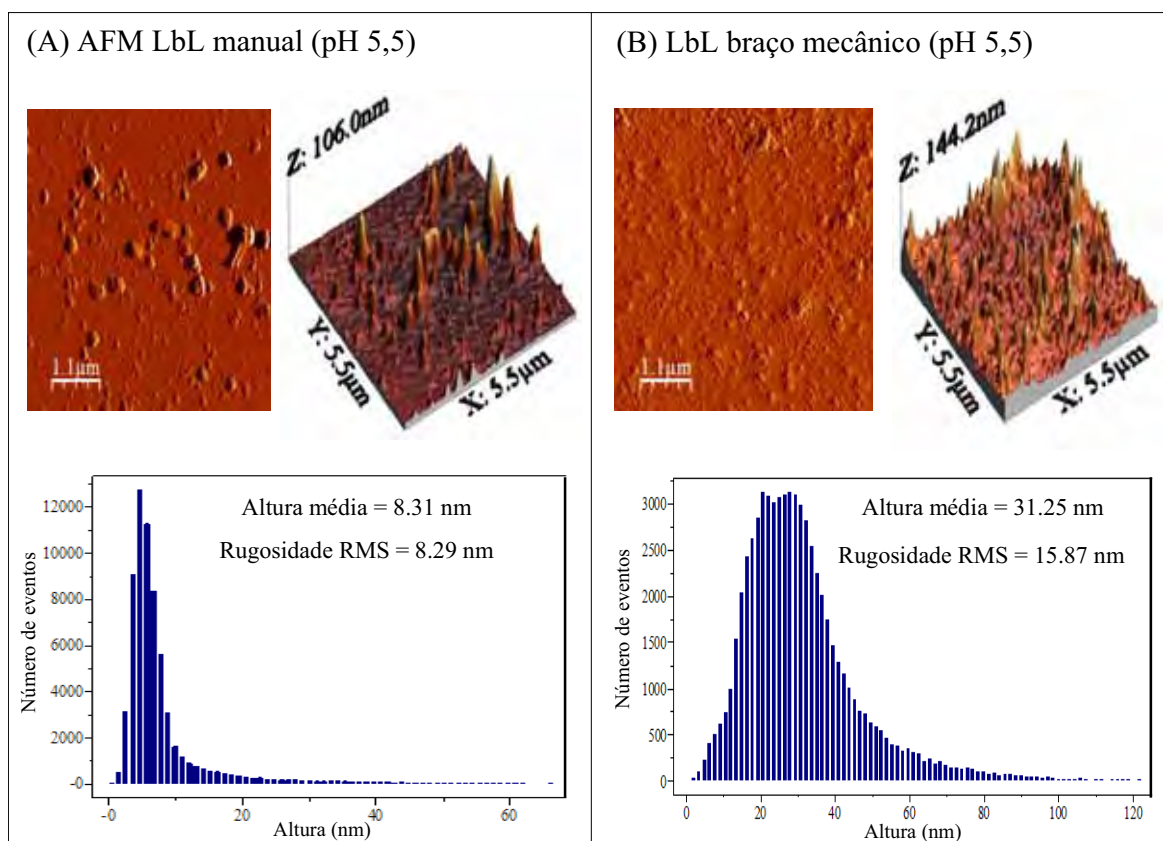 (A) AFM LbL manual (pH 5,5)
1.1µm
Z: 106.0nm
Y: 5.5µm
X: 5.5µm
Altura média = 8.31 nm
Rugosidade RMS = 8.29 nm
Número de eventos
12000
10000
8000
6000
4000
2000
-0
-0
20
40
60
Altura (nm)
(B) LbL braço mecânico (pH 5,5)
1.1µm
Z: 144.2nm
Y: 5.5µm
X: 5.5µm
Altura média = 31.25 nm
Rugosidade RMS = 15.87 nm
Número de eventos
3000
2500
2000
1500
1000
500
0
0
20
40
60
80
100
120
Altura (nm)